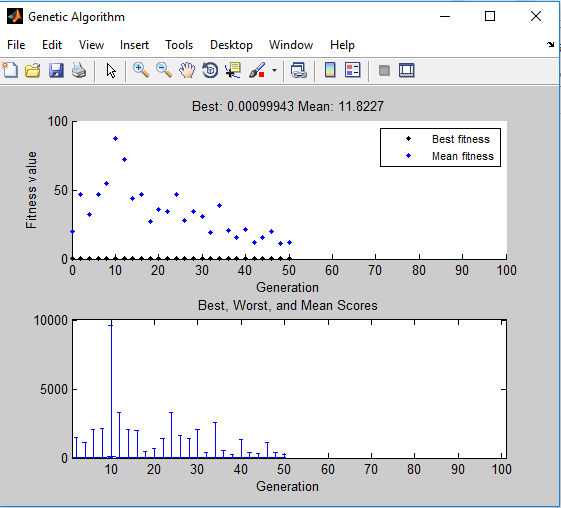 Genetic Algorithm
File Edit View Insert Tools Desktop Window Help
Best: 0.00099943 Mean: 11.8227
100
50
0
Fitness value
Best fitness
Mean fitness
0 10 20 30 40 50 60 70 80 90 100
Generation
Best, Worst, and Mean Scores
10000
5000
0
10 20 30 40 50 60 70 80 90 100
Generation